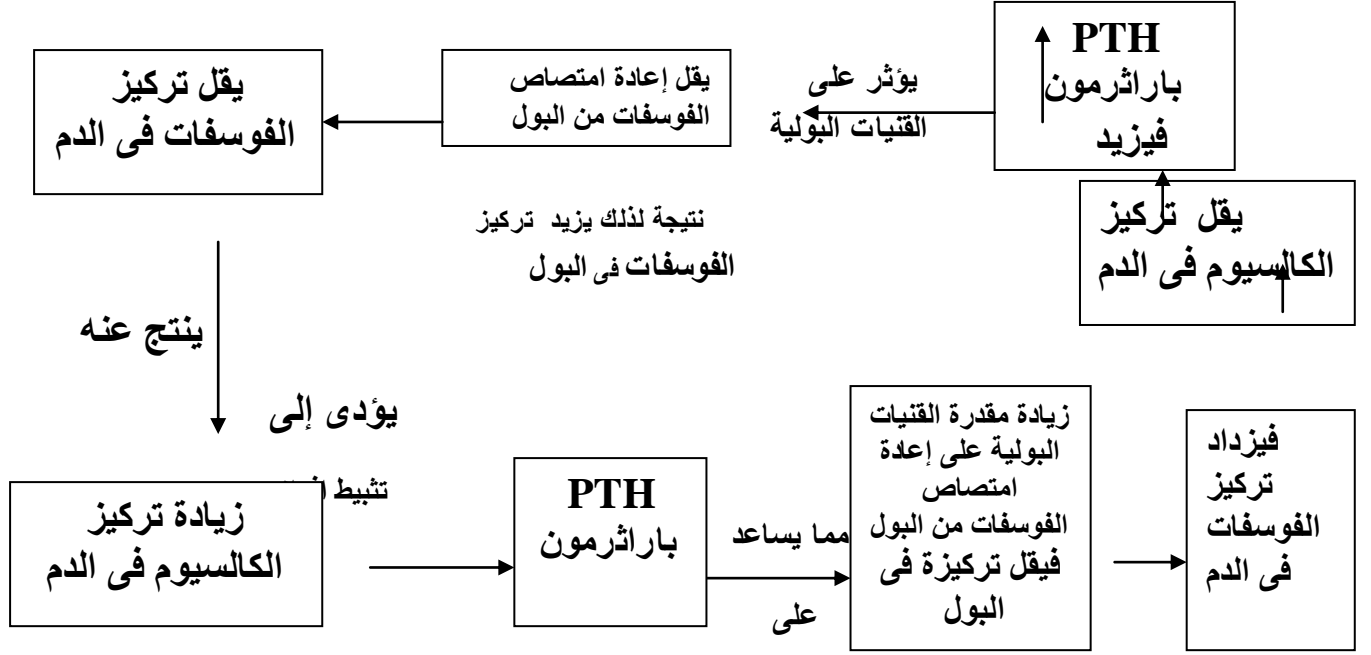 PTH
باراثرمون
فيزيد
يقل تركيز
الكالسيوم فى الدم
يؤثر على
القنيات البولية
يقل إعادة امتصاص
الفوسفات من البول
نتيجة لذلك يزيد تركيز
الفوسفات فى البول
يقل تركيز
الفوسفات فى الدم
ينتج عنه
زيادة تركيز
الكالسيوم فى الدم
يؤدى إلى
تثبيط
PTH
باراثرمون
مما يساعد
على
زيادة مقدرة القنيات
البولية على إعادة
امتصاص
الفوسفات من البول
فيقل تركيزة فى
البول
فيزداد
تركيز
الفوسفات
فى الدم